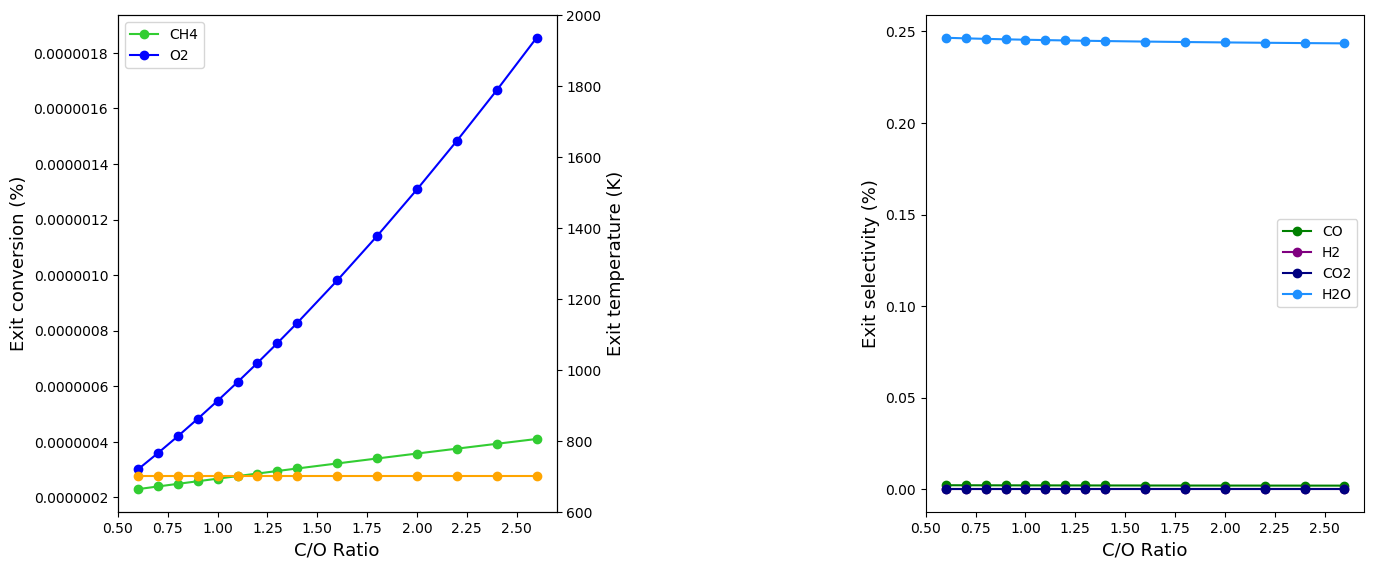 CH4
O2
Exit conversion (%)
0.0000018
0.0000016
0.0000014
0.0000012
0.0000010
0.0000008
0.0000006
0.0000004
0.0000002
0.50 0.75 1.00 1.25 1.50 1.75 2.00 2.25 2.50
C/O Ratio
2000
1800
1600
1400
1200
1000
800
600
Exit temperature (K)
Exit selectivity (%)
0.25
0.20
0.15
0.10
0.05
0.00
CO
H2
CO2
H2O
0.50 0.75 1.00 1.25 1.50 1.75 2.00 2.25 2.50
C/O Ratio